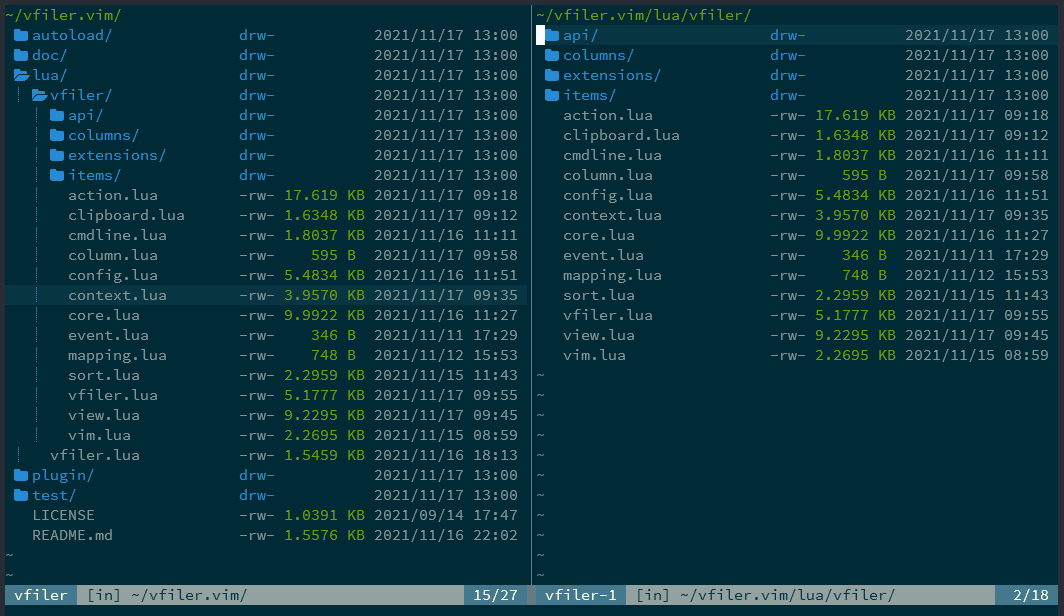 ~/vfiler.vim/
autoload/ drw- 2021/11/17 13:00
doc/ drw- 2021/11/17 13:00
lua/ drw- 2021/11/17 13:00
vfiler/ drw- 2021/11/17 13:00
api/ drw- 2021/11/17 13:00
columns/ drw- 2021/11/17 13:00
extensions/ drw- 2021/11/17 13:00
items/ drw- 2021/11/17 13:00
action.lua -rw- 17.619 KB 2021/11/17 09:18
clipboard.lua -rw- 1.6348 KB 2021/11/17 09:12
cmdline.lua -rw- 1.8037 KB 2021/11/16 11:11
column.lua -rw- 595 B 2021/11/17 09:58
config.lua -rw- 5.4834 KB 2021/11/16 11:51
context.lua -rw- 3.9570 KB 2021/11/17 09:35
core.lua -rw- 9.9922 KB 2021/11/16 11:27
event.lua -rw- 346 B 2021/11/11 17:29
mapping.lua -rw- 748 B 2021/11/12 15:53
sort.lua -rw- 2.2959 KB 2021/11/15 11:43
vfiler.lua -rw- 5.1777 KB 2021/11/17 09:55
view.lua -rw- 9.2295 KB 2021/11/17 09:45
vim.lua -rw- 2.2695 KB 2021/11/15 08:59
vfiler.lua -rw- 1.5459 KB 2021/11/16 18:13
plugin/ drw- 2021/11/17 13:00
test/ drw- 2021/11/17 13:00
LICENSE -rw- 1.0391 KB 2021/09/14 17:47
README.md -rw- 1.5576 KB 2021/11/16 22:02
~
~
vfiler [in] ~/vfiler.vim/ 15/27
~/vfiler.vim/lua/vfiler/
api/ drw- 2021/11/17 13:00
columns/ drw- 2021/11/17 13:00
extensions/ drw- 2021/11/17 13:00
items/ drw- 2021/11/17 13:00
action.lua -rw- 17.619 KB 2021/11/17 09:18
clipboard.lua -rw- 1.6348 KB 2021/11/17 09:12
cmdline.lua -rw- 1.8037 KB 2021/11/16 11:11
column.lua -rw- 595 B 2021/11/17 09:58
config.lua -rw- 5.4834 KB 2021/11/16 11:51
context.lua -rw- 3.9570 KB 2021/11/17 09:35
core.lua -rw- 9.9922 KB 2021/11/16 11:27
event.lua -rw- 346 B 2021/11/11 17:29
mapping.lua -rw- 748 B 2021/11/12 15:53
sort.lua -rw- 2.2959 KB 2021/11/15 11:43
vfiler.lua -rw- 5.1777 KB 2021/11/17 09:55
view.lua -rw- 9.2295 KB 2021/11/17 09:45
vim.lua -rw- 2.2695 KB 2021/11/15 08:59
~
~
~
~
~
~
~
~
~
~
~
vfiler-1 [in] ~/vfiler.vim/lua/vfiler/ 2/18